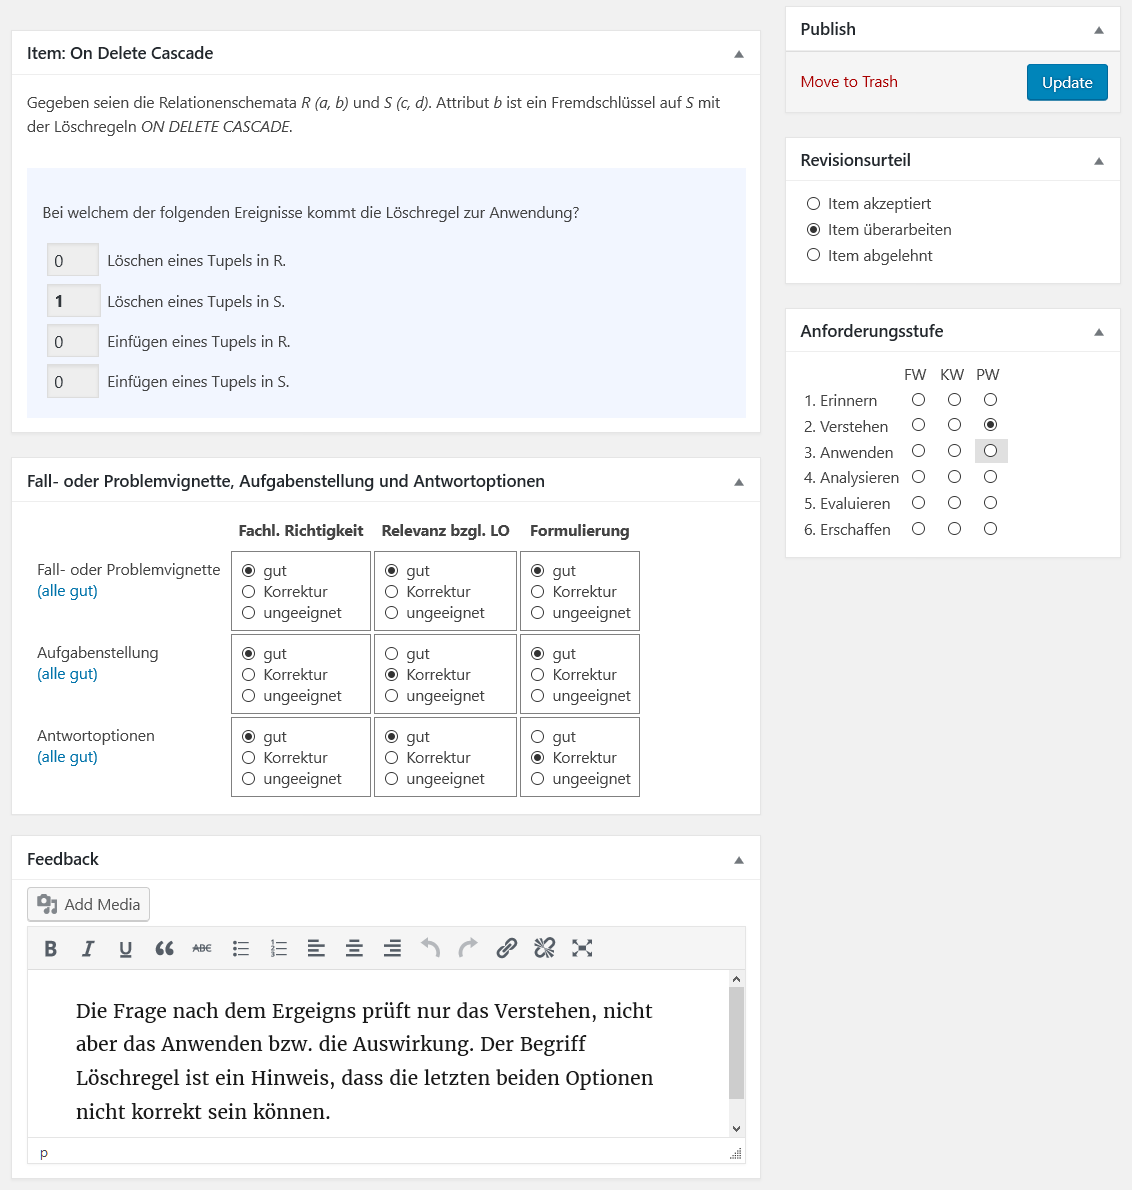 Item: On Delete Cascade
Gegeben seien die Relationenschemata R (a, b) und S (c, d). Attribut b ist ein Fremdschlüssel auf S mit
der Löschregeln ON DELETE CASCADE.
Bei welchem der folgenden Ereignisse kommt die Löschregel zur Anwendung?
0 Löschen eines Tupels in R.
1 Löschen eines Tupels in S.
0 Einfügen eines Tupels in R.
0 Einfügen eines Tupels in S.
Fall- oder Problemvignette, Aufgabenstellung und Antwortoptionen
Fachl. Richtigkeit Relevanz bzgl. LO Formulierung
Fall- oder Problemvignette gut gut gut
(alle gut) Korrektur Korrektur Korrektur
ungeeignet ungeeignet ungeeignet
Aufgabenstellung gut gut gut
(alle gut) Korrektur Korrektur Korrektur
ungeeignet ungeeignet ungeeignet
Antwortoptionen gut gut gut
(alle gut) Korrektur Korrektur Korrektur
ungeeignet ungeeignet ungeeignet
Feedback
Add Media
B I U ABC
Die Frage nach dem Ergeigns prüft nur das Verstehen, nicht
aber das Anwenden bzw. die Auswirkung. Der Begriff
Löschregel ist ein Hinweis, dass die letzten beiden Optionen
nicht korrekt sein können.
p
Publish
Move to Trash Update
Revisionsurteil
Item akzeptiert
Item überarbeiten
Item abgelehnt
Anforderungsstufe
FW KW PW
1. Erinnern
2. Verstehen
3. Anwenden
4. Analysieren
5. Evaluieren
6. Erschaffen